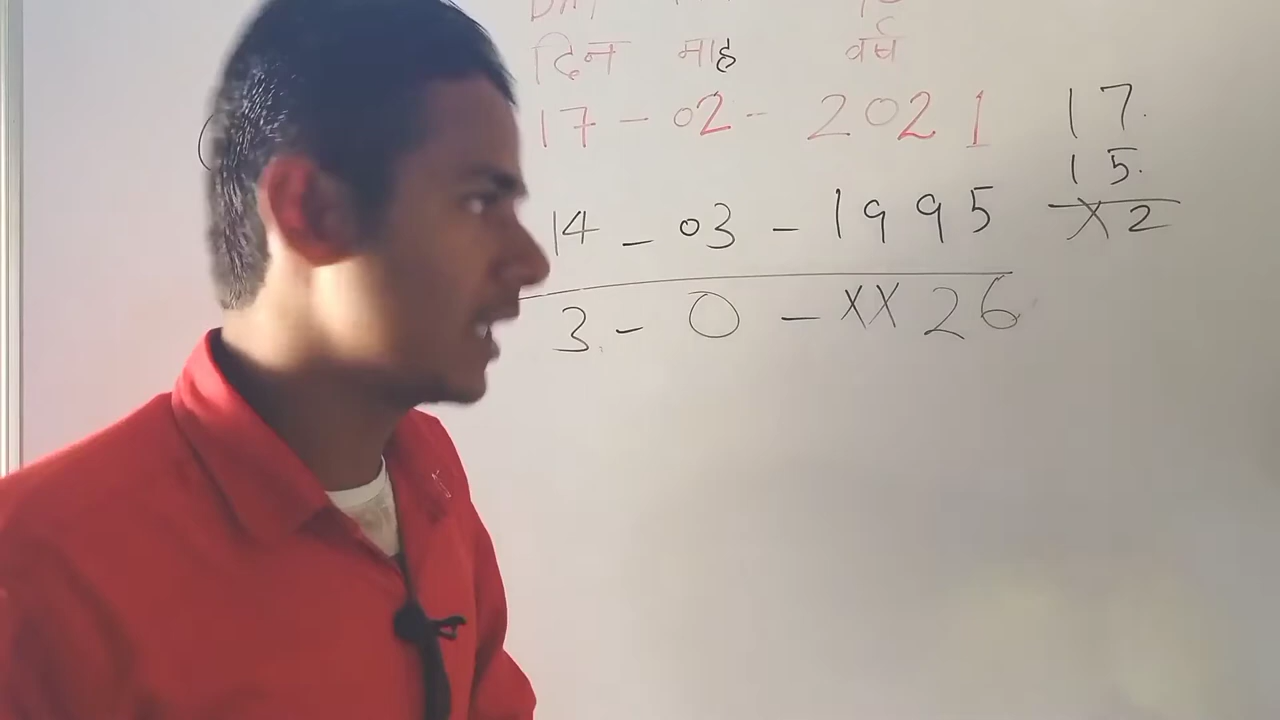 दिन माह वर्ष
17 - 02 - 2021
14 - 03 - 1995
3 - 0 - XX26
17.
15.
X2